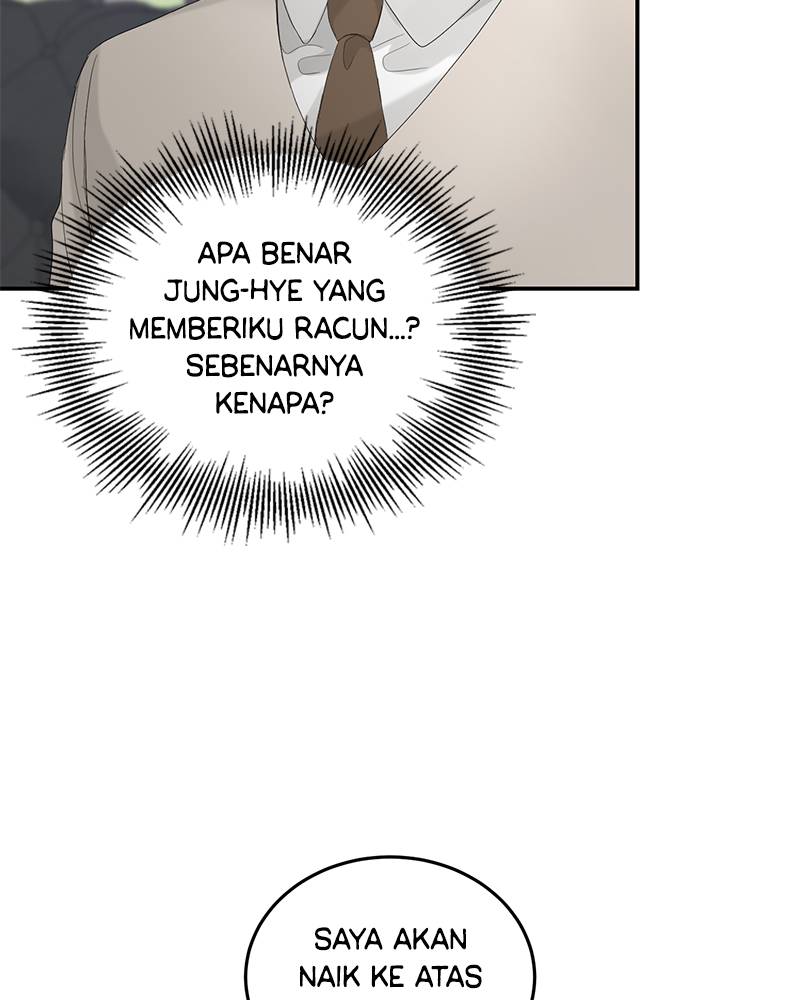 APA BENAR
JUNG-HYE YANG
MEMBERIKU RACUN...?
SEBENARNYA
KENAPA?
SAYA AKAN
NAIK KE ATAS